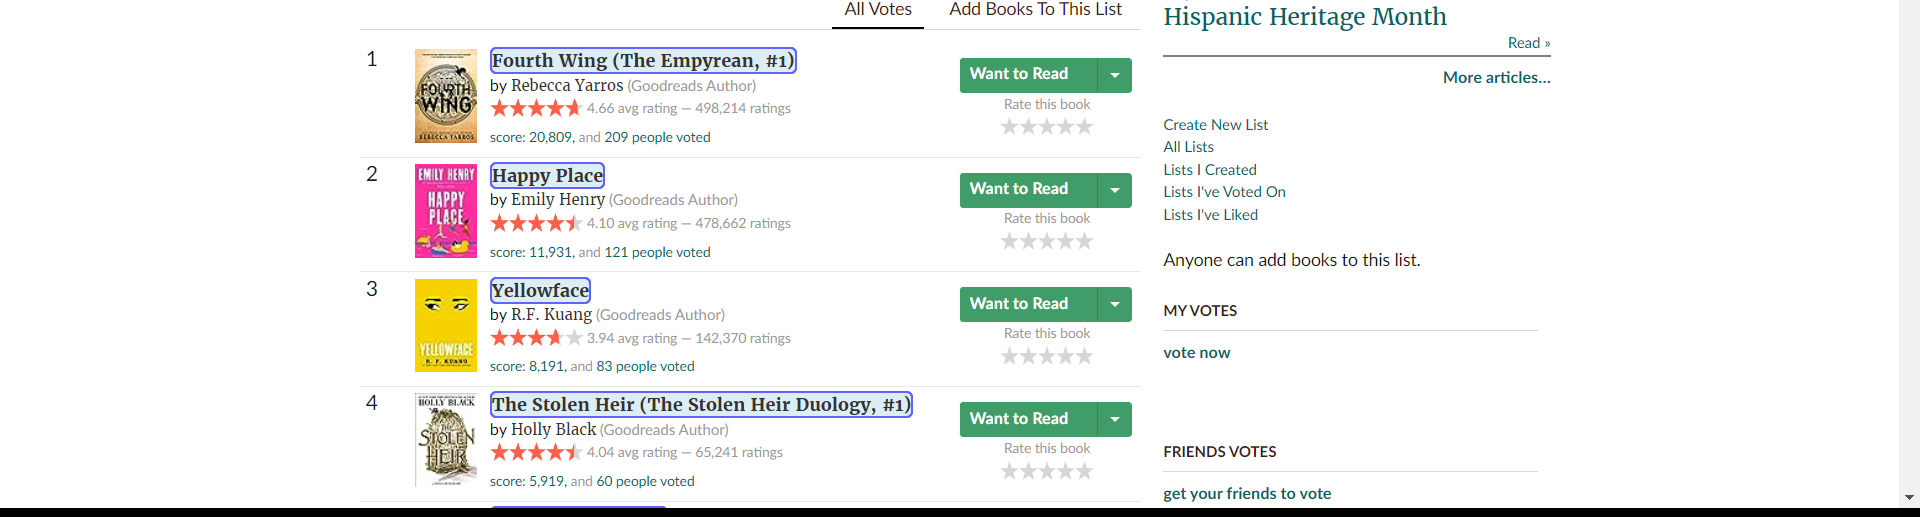 All Votes Add Books To This List
1
FOURTH WING
REBECCA YARROS
Fourth Wing (The Empyrean, #1)
by Rebecca Yarros (Goodreads Author)
4.66 avg rating — 498,214 ratings
score: 20,809, and 209 people voted
Want to Read
Rate this book
2
EMILY HENRY
HAPPY PLACE
Happy Place
by Emily Henry (Goodreads Author)
4.10 avg rating — 478,662 ratings
score: 11,931, and 121 people voted
Want to Read
Rate this book
3
YELLOWFACE
R. F. KUANG
Yellowface
by R.F. Kuang (Goodreads Author)
3.94 avg rating — 142,370 ratings
score: 8,191, and 83 people voted
Want to Read
Rate this book
4
HOLLY BLACK
THE STOLEN HEIR
The Stolen Heir (The Stolen Heir Duology, #1)
by Holly Black (Goodreads Author)
4.04 avg rating — 65,241 ratings
score: 5,919, and 60 people voted
Want to Read
Rate this book
Hispanic Heritage Month
Read »
More articles...
Create New List
All Lists
Lists I Created
Lists I've Voted On
Lists I've Liked
Anyone can add books to this list.
MY VOTES
vote now
FRIENDS VOTES
get your friends to vote